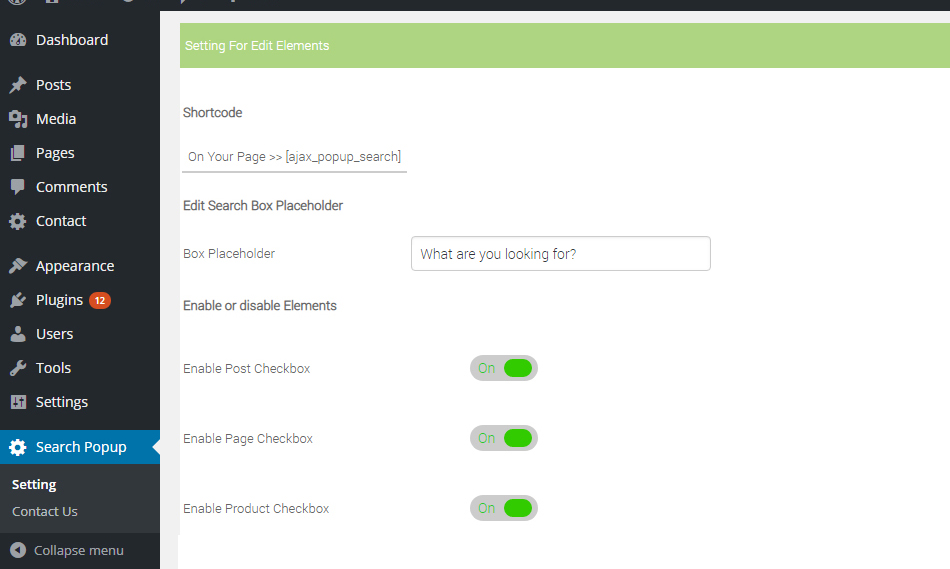 Dashboard
Posts
Media
Pages
Comments
Contact
Appearance
Plugins 12
Users
Tools
Settings
Search Popup
Setting
Contact Us
Collapse menu
Setting For Edit Elements
Shortcode
On Your Page >> [ajax_popup_search]
Edit Search Box Placeholder
Box Placeholder What are you looking for?
Enable or disable Elements
Enable Post Checkbox On
Enable Page Checkbox On
Enable Product Checkbox On